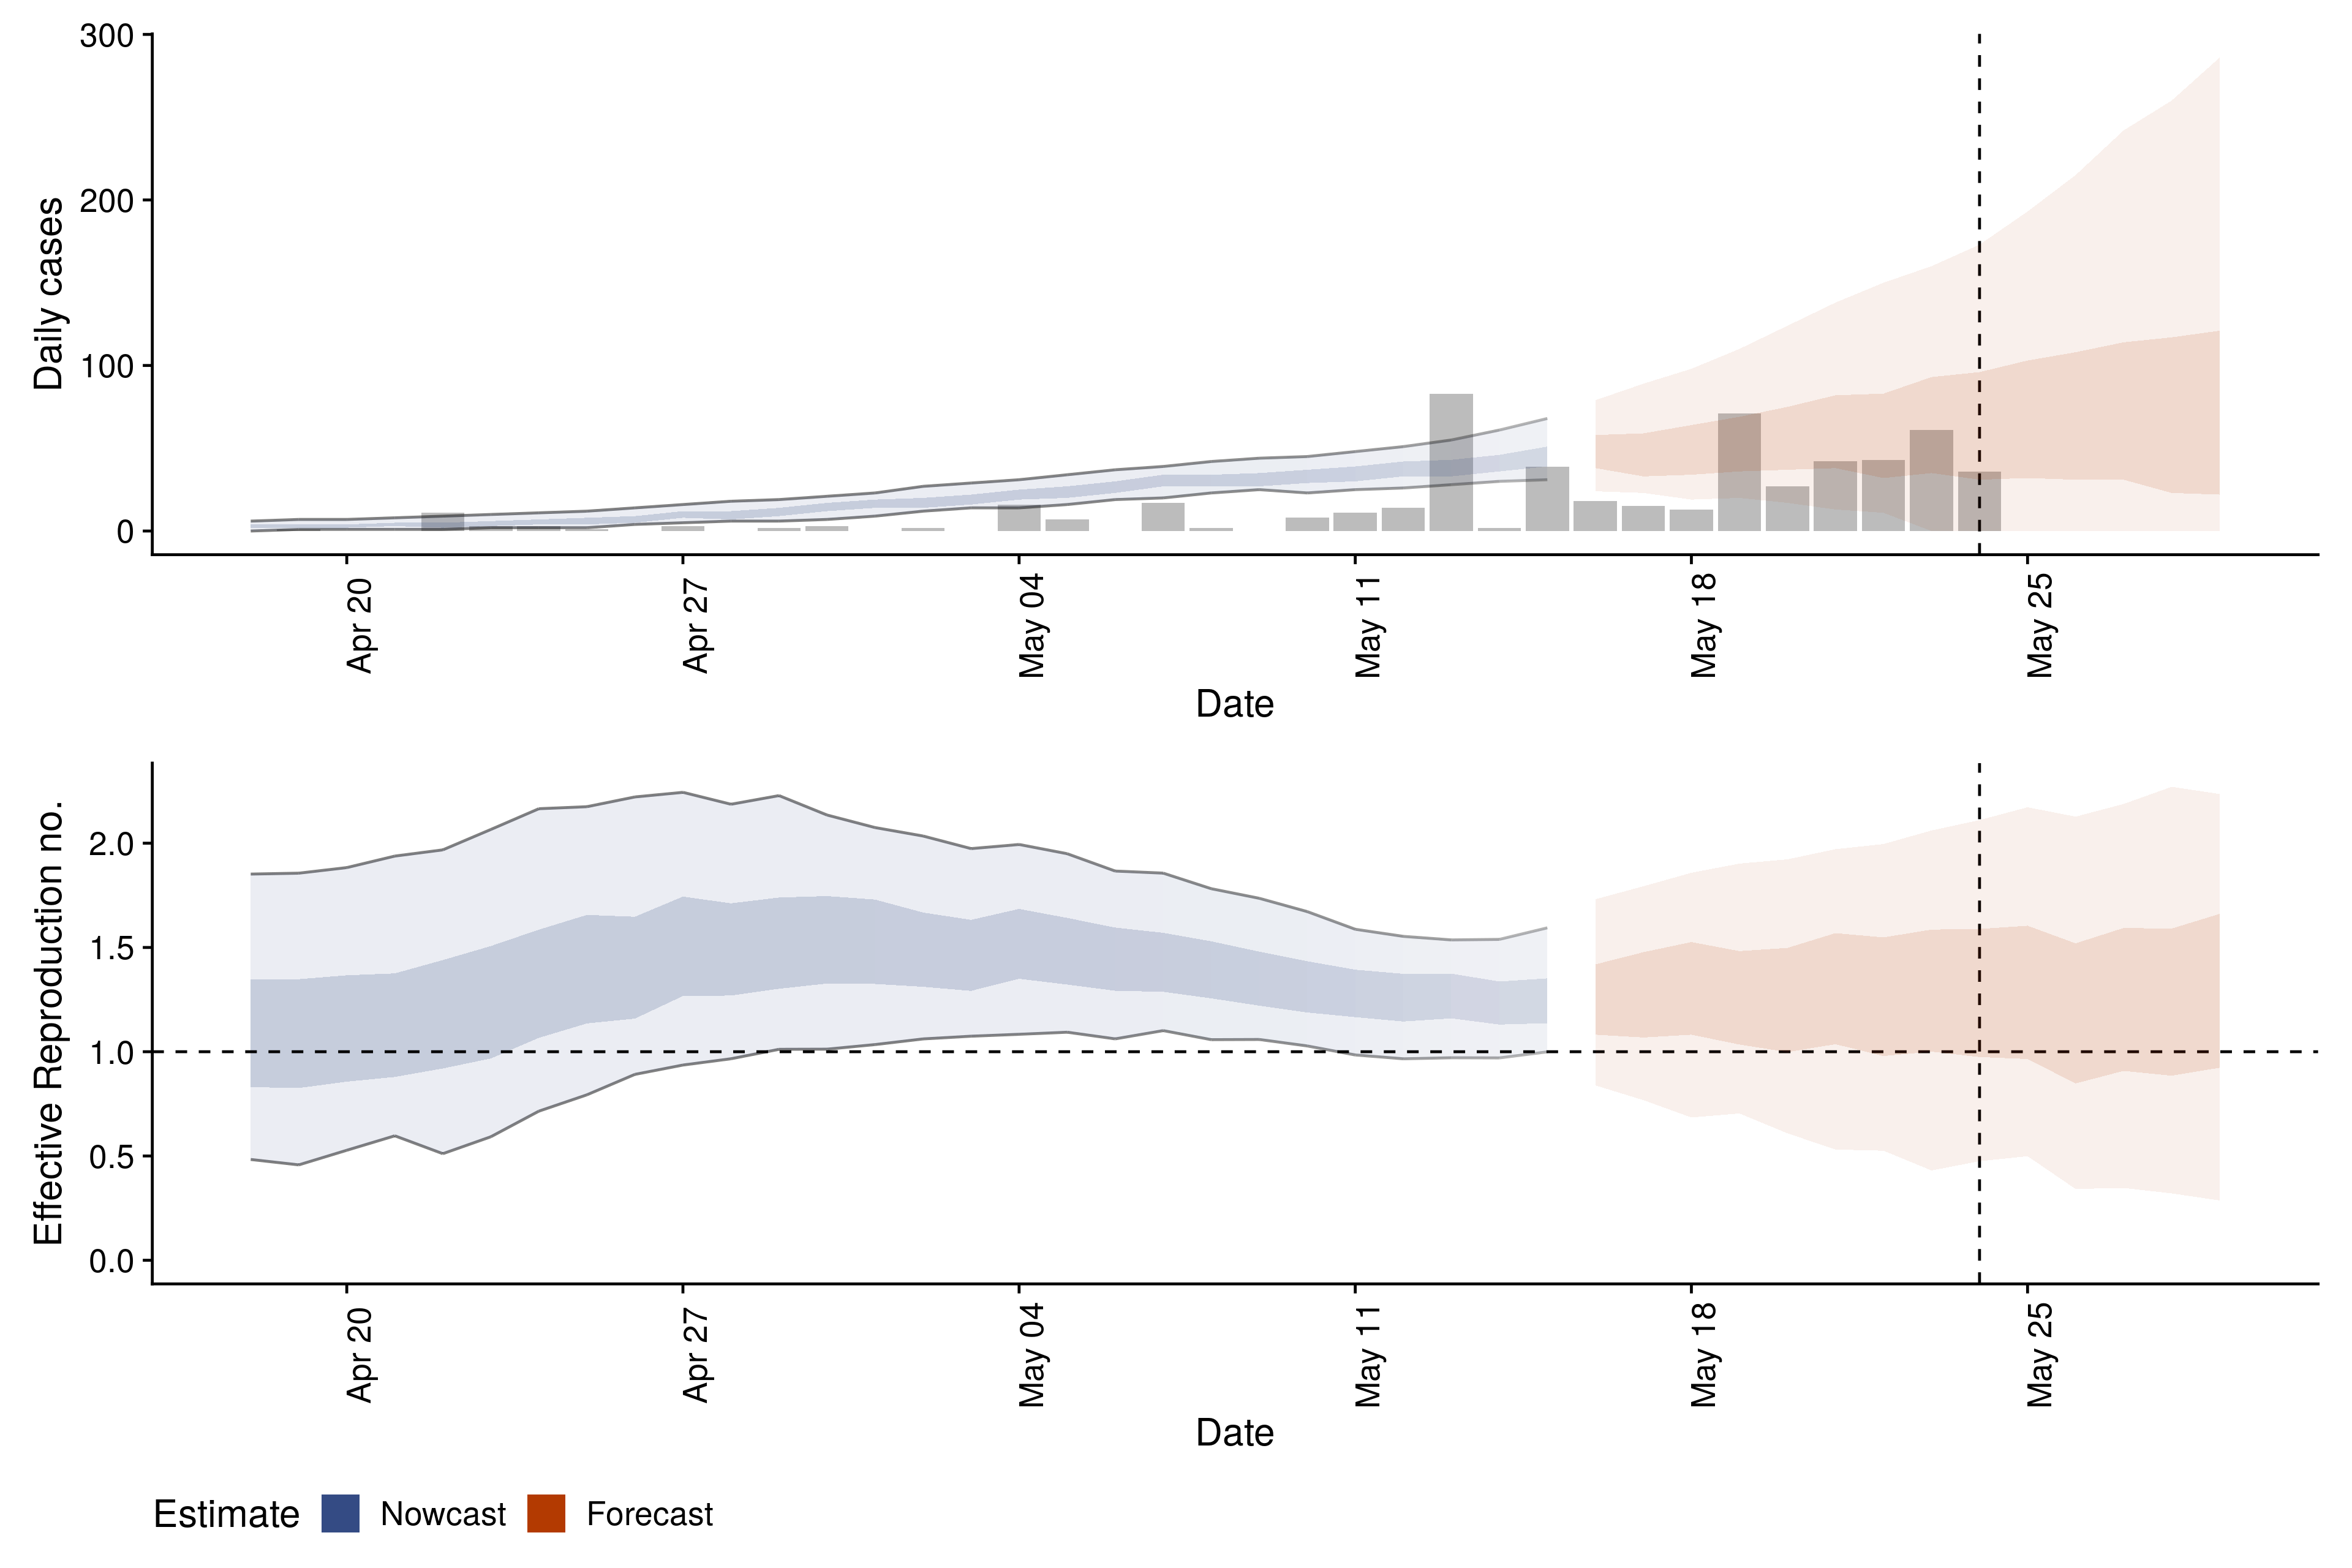 300
200
100
0
Daily cases
Apr 20
Apr 27
May 04
May 11
May 18
May 25
Date
2.0
1.5
1.0
0.5
0.0
Effective Reproduction no.
Apr 20
Apr 27
May 04
May 11
May 18
May 25
Date
Estimate Nowcast Forecast